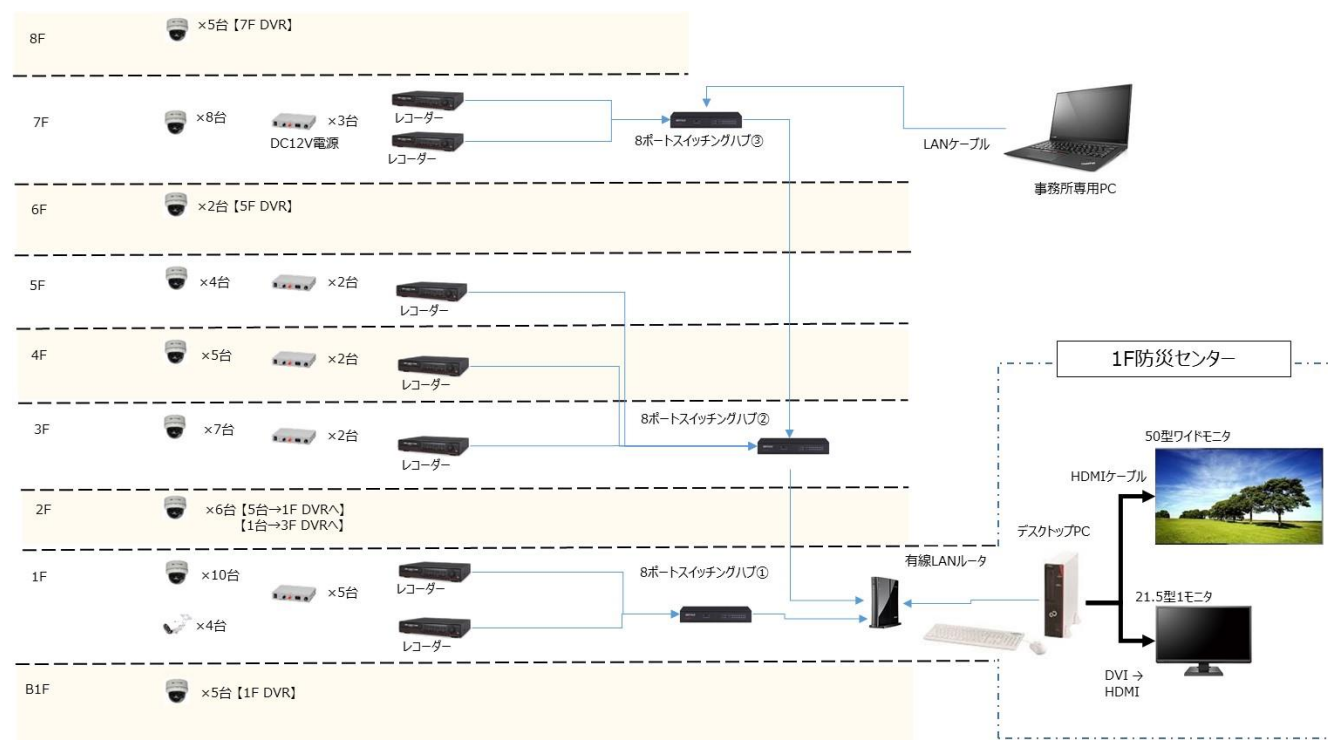 8F
×5台【7F DVR】
7F
×8台
×3台
DC12V電源
レコーダー
レコーダー
8ポートスイッチングハブ③
LANケーブル
事務所専用PC
6F
×2台【5F DVR】
5F
×4台
×2台
レコーダー
4F
×5台
×2台
レコーダー
1F防災センター
3F
×7台
×2台
レコーダー
8ポートスイッチングハブ②
50型ワイドモニタ
HDMIケーブル
2F
×6台【5台→1F DVRへ】
【1台→3F DVRへ】
デスクトップPC
有線LANルータ
1F
×10台
×4台
×5台
レコーダー
レコーダー
8ポートスイッチングハブ①
21.5型1モニタ
DVI →
HDMI
B1F
×5台【1F DVR】